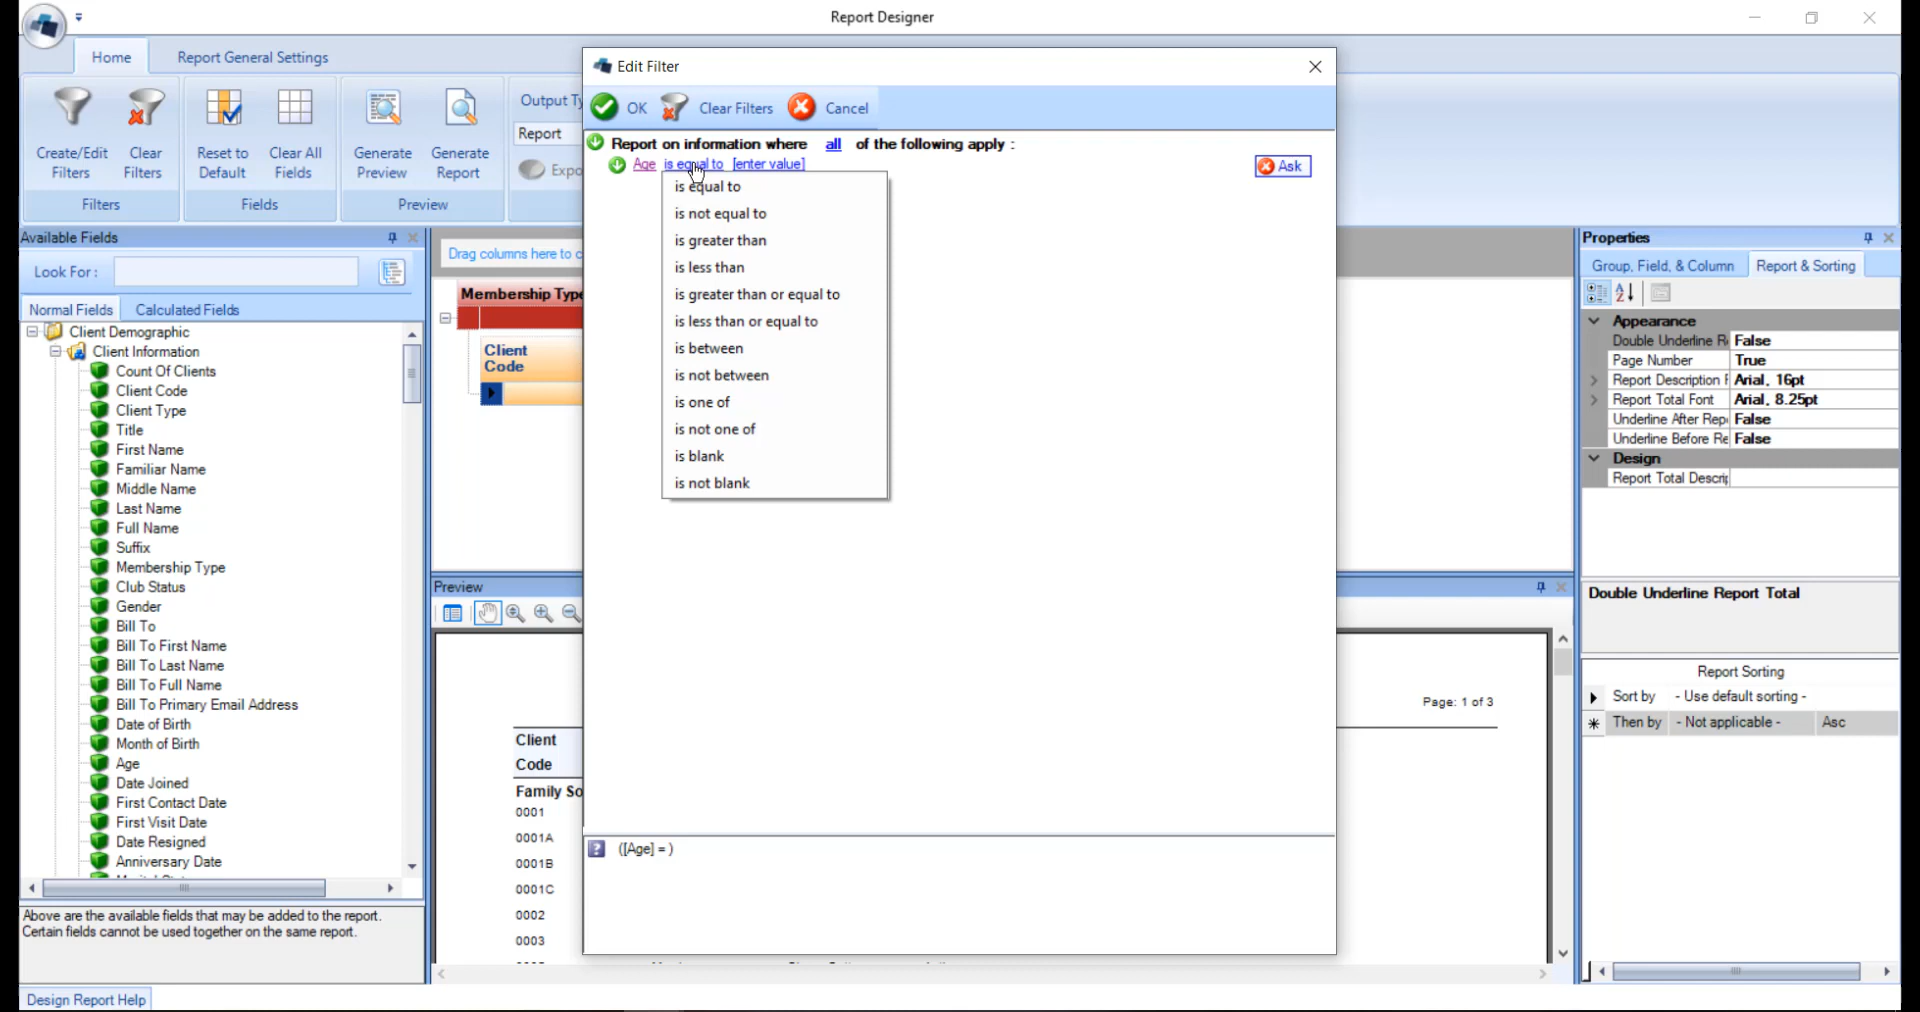 Report Designer
Home
Report General Settings
Create/Edit Filters
Clear Filters
Filters
Reset to Default
Clear All Fields
Fields
Generate Preview
Generate Report
Preview
Output Ty
Report
Expo
Edit Filter
OK
Clear Filters
Cancel
Report on information where all of the following apply :
Age is equal to [enter value]
Ask
is equal to
is not equal to
is greater than
is less than
is greater than or equal to
is less than or equal to
is between
is not between
is one of
is not one of
is blank
is not blank
([Age] = )
Available Fields
Look For :
Normal Fields
Calculated Fields
Client Demographic
Client Information
Count Of Clients
Client Code
Client Type
Title
First Name
Familiar Name
Middle Name
Last Name
Full Name
Suffix
Membership Type
Club Status
Gender
Bill To
Bill To First Name
Bill To Last Name
Bill To Full Name
Bill To Primary Email Address
Date of Birth
Month of Birth
Age
Date Joined
First Contact Date
First Visit Date
Date Resigned
Anniversary Date
Above are the available fields that may be added to the report.
Certain fields cannot be used together on the same report.
Design Report Help
Drag columns here to c
Membership Type
Client
Code
Preview
Page: 1 of 3
Client
Code
Family So
0001
0001A
0001B
0001C
0002
0003
Properties
Group, Field, & Column
Report & Sorting
Appearance
Double Underline R False
Page Number True
Report Description F Arial, 16pt
Report Total Font Arial, 8.25pt
Underline After Rep False
Underline Before Re False
Design
Report Total Descrip
Double Underline Report Total
Report Sorting
Sort by - Use default sorting -
Then by - Not applicable - Asc